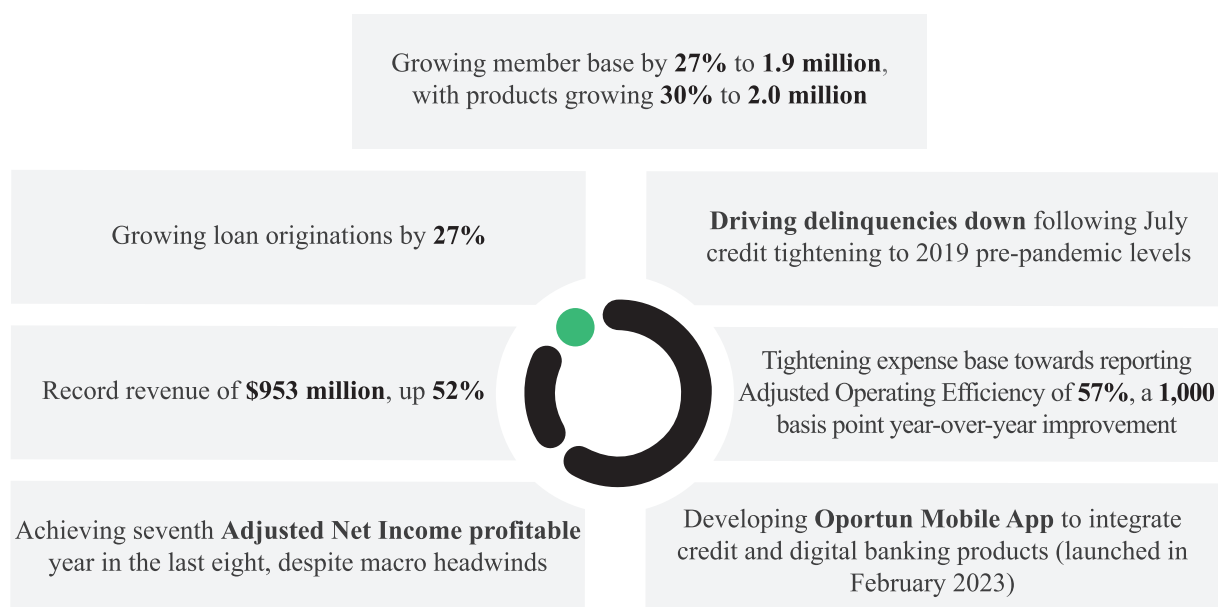 Growing member base by 27% to 1.9 million,
with products growing 30% to 2.0 million
Growing loan originations by 27%
Driving delinquencies down following July
credit tightening to 2019 pre-pandemic levels
Record revenue of $953 million, up 52%
Tightening expense base towards reporting
Adjusted Operating Efficiency of 57%, a 1,000
basis point year-over-year improvement
Achieving seventh Adjusted Net Income profitable
year in the last eight, despite macro headwinds
Developing Oportun Mobile App to integrate
credit and digital banking products (launched in
February 2023)